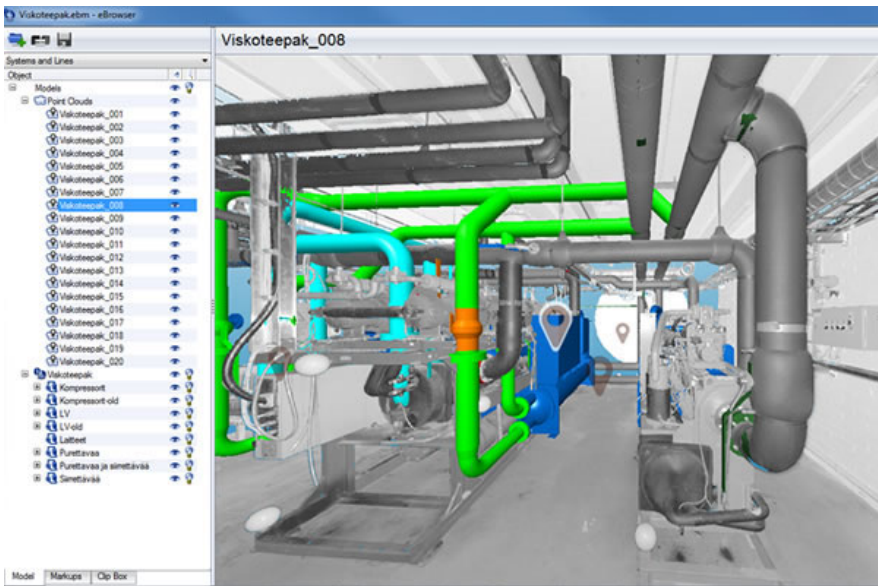 Viskoteepak.ebm - eBrowser
Viskoteepak_008
Systems and Lines
Object
Models
Point Clouds
Viskoteepak_001
Viskoteepak_002
Viskoteepak_003
Viskoteepak_004
Viskoteepak_005
Viskoteepak_006
Viskoteepak_007
Viskoteepak_008
Viskoteepak_009
Viskoteepak_010
Viskoteepak_011
Viskoteepak_012
Viskoteepak_013
Viskoteepak_014
Viskoteepak_015
Viskoteepak_016
Viskoteepak_017
Viskoteepak_018
Viskoteepak_019
Viskoteepak_020
Viskoteepak
Kompressorit
Kompressorit-old
LV
LV-old
Laitteet
Purettavaa
Purettavaa ja siirrettävää
Siirrettävää
Model Markups Clip Box